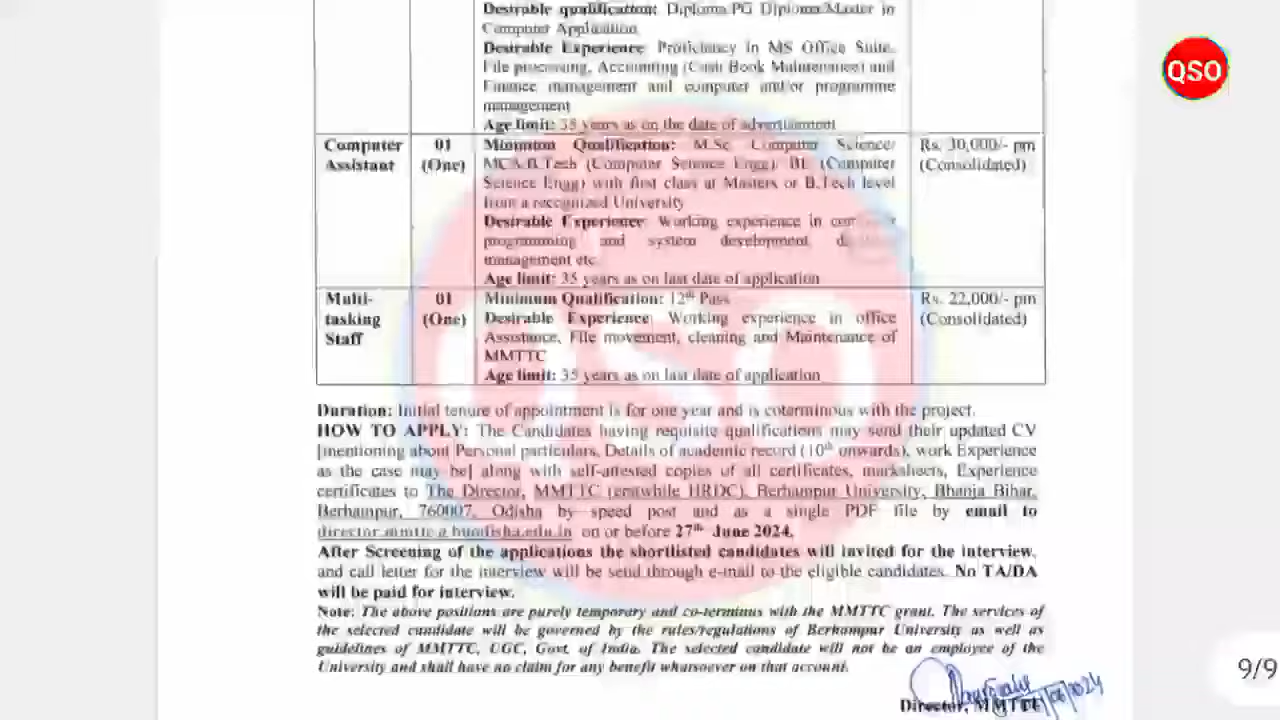 Desirable qualification: Diploma/PG Diploma/Master in
Computer Application
Desirable Experience: Proficiency in MS Office Suite,
File processing, Accounting (Cash Book Maintenance) and
Finance management and computer and/or programme
management
Age limit: 35 years as on the date of advertisement
QSO
Computer Assistant
01 (One)
Minimum Qualification: M.Sc. Computer Science/
MCA/B.Tech (Computer Science Engg)/ BE (Computer
Science Engg) with first class at Masters or B.Tech level
from a recognized University
Desirable Experience: Working experience in
programming and system development,
management etc.
Age limit: 35 years as on last date of application
Rs. 30,000/- pm
(Consolidated)
Multi-
tasking
Staff
01
(One)
Minimum Qualification: 12th Pass
Desirable Experience: Working experience in office
Assistance, File movement, cleaning and Maintenance of
MMTTC
Age limit: 35 years as on last date of application
Rs. 22,000/- pm
(Consolidated)
QSO
Duration: Initial tenure of appointment is for one year and is coterminous with the project.
HOW TO APPLY: The Candidates having requisite qualifications may send their updated CV
[mentioning about Personal particulars, Details of academic record (10th onwards), work Experience
as the case may be] along with self-attested copies of all certificates, marksheets, Experience
certificates to The Director, MMTTC (erstwhile HRDC), Berhampur University, Bhanja Bihar,
Berhampur, 760007, Odisha by speed post and as a single PDF file by email to
on or before 27th June 2024.
After Screening of the applications the shortlisted candidates will invited for the interview,
and call letter for the interview will be send through e-mail to the eligible candidates. No TA/DA
will be paid for interview.
Note: The above positions are purely temporary and co-terminus with the MMTTC grant. The services of
the selected candidate will be governed by the rules/regulations of Berhampur University as well as
guidelines of MMTTC, UGC, Govt. of India. The selected candidate will not be an employee of the
University and shall have no claim for any benefit whatsoever on that account.
9/9
Director, MMTTC